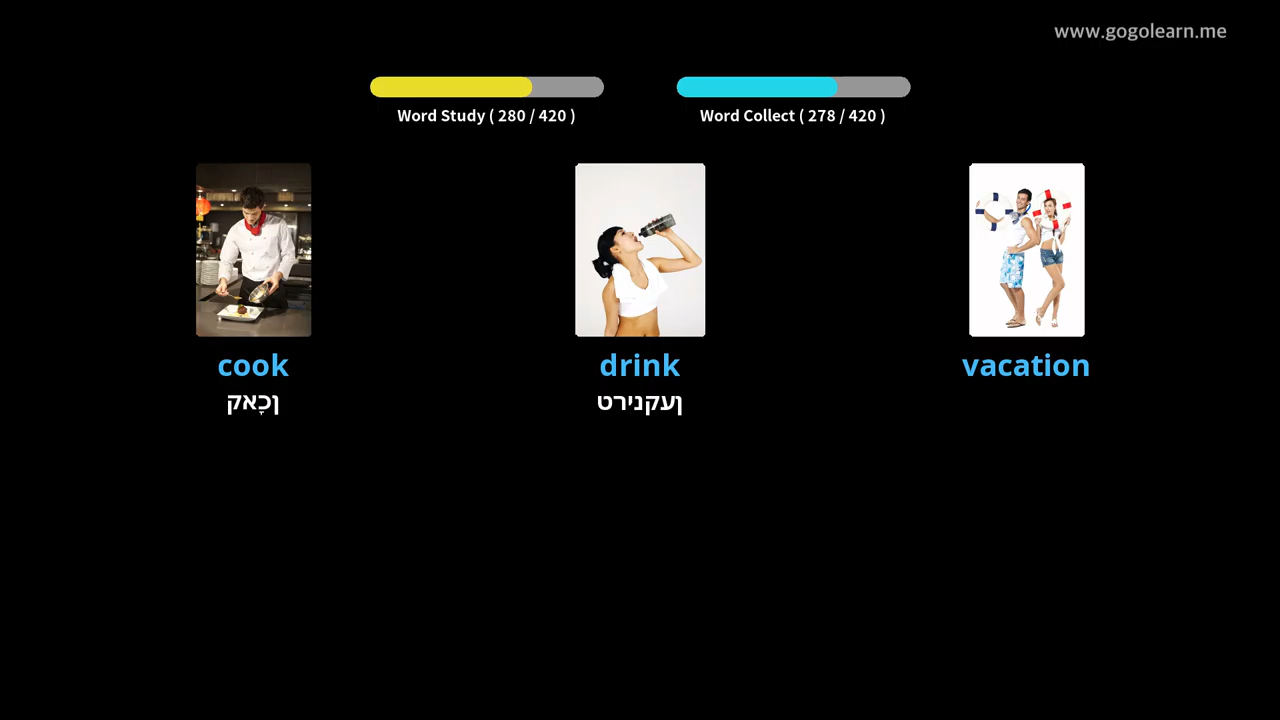 www.gogolearn.me
Word Study ( 280 / 420 )
Word Collect ( 278 / 420 )
cook
drink
vacation
קאָכן
טרינקען